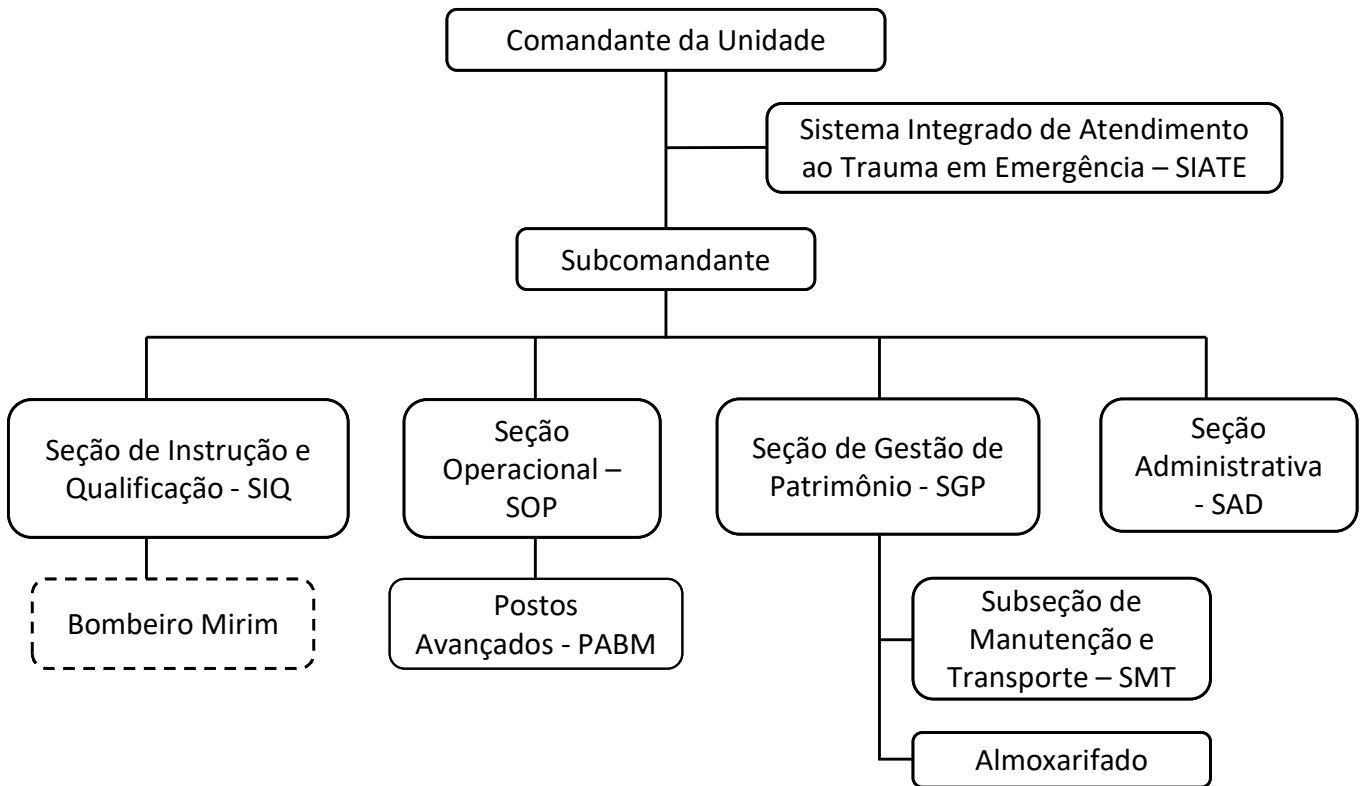 Comandante da Unidade
Sistema Integrado de Atendimento
ao Trauma em Emergência – SIATE
Subcomandante
Seção de Instrução e
Qualificação - SIQ
Seção
Operacional –
SOP
Seção de Gestão de
Patrimônio - SGP
Seção
Administrativa
- SAD
Bombeiro Mirim
Postos
Avançados - PABM
Subseção de
Manutenção e
Transporte – SMT
Almoxarifado